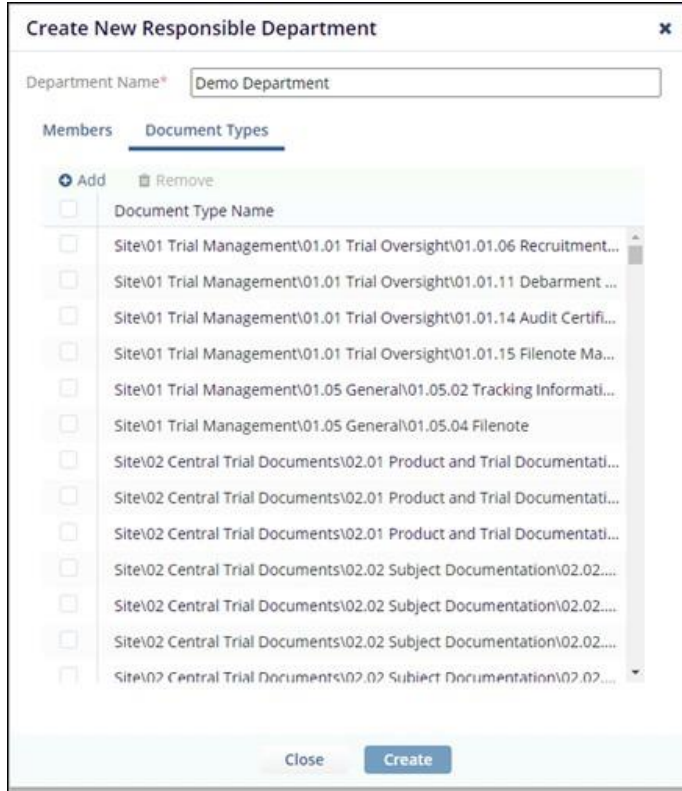 Create New Responsible Department
Department Name* Demo Department
Members Document Types
Add Remove
Document Type Name
Site\01 Trial Management\01.01 Trial Oversight\01.01.06 Recruitment...
Site\01 Trial Management\01.01 Trial Oversight\01.01.11 Debarment ...
Site\01 Trial Management\01.01 Trial Oversight\01.01.14 Audit Certifi...
Site\01 Trial Management\01.01 Trial Oversight\01.01.15 Filenote Ma...
Site\01 Trial Management\01.05 General\01.05.02 Tracking Informati...
Site\01 Trial Management\01.05 General\01.05.04 Filenote
Site\02 Central Trial Documents\02.01 Product and Trial Documentati...
Site\02 Central Trial Documents\02.01 Product and Trial Documentati...
Site\02 Central Trial Documents\02.01 Product and Trial Documentati...
Site\02 Central Trial Documents\02.02 Subject Documentation\02.02....
Site\02 Central Trial Documents\02.02 Subject Documentation\02.02....
Site\02 Central Trial Documents\02.02 Subject Documentation\02.02....
Site\02 Central Trial Documents\02.02 Subject Documentation\02.02....
Close Create